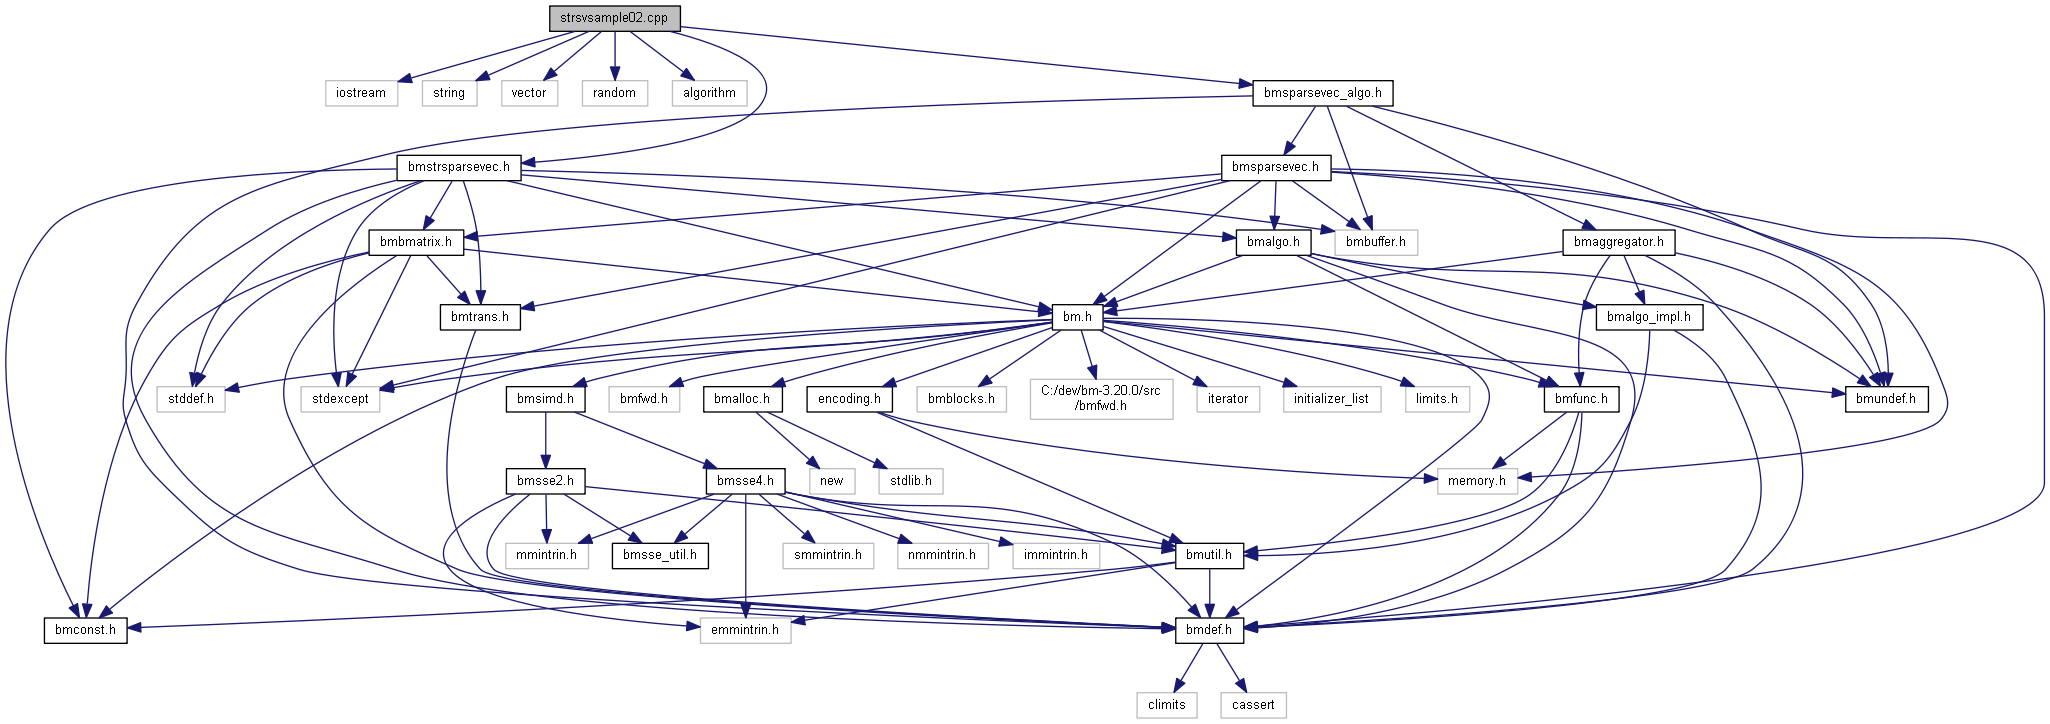 strsvsample02.cpp
iostream
string
vector
random
algorithm
bmsparsevec_algo.h
bmstrsparsevec.h
bmsparsevec.h
bmbmatrix.h
bmalgo.h
bmbuffer.h
bmaggregator.h
bmtrans.h
bm.h
bmalgo_impl.h
stddef.h
stdexcept
bmsimd.h
bmfwd.h
bmalloc.h
encoding.h
bmblocks.h
C:/dev/bm-3.20.0/src
/bmfwd.h
iterator
initializer_list
limits.h
bmfunc.h
bmundef.h
bmsse2.h
bmsse4.h
new
stdlib.h
memory.h
mmintrin.h
bmsse_util.h
smmintrin.h
nmmintrin.h
immintrin.h
bmutil.h
bmconst.h
emmintrin.h
bmdef.h
climits
cassert